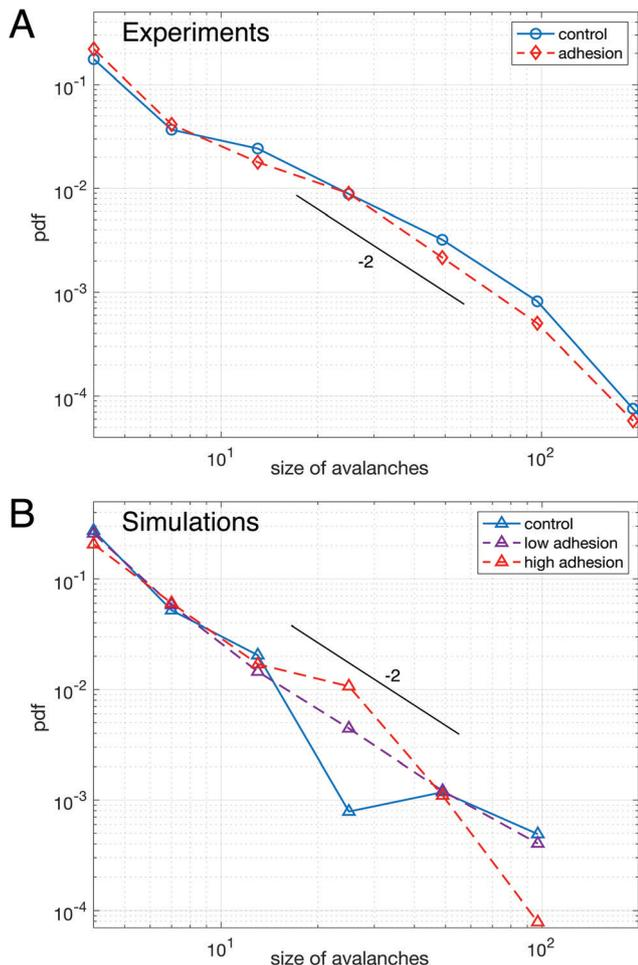 A
Experiments
control
adhesion
10^-1
10^-2
10^-3
10^-4
pdf
-2
10^1
10^2
size of avalanches
B
Simulations
control
low adhesion
high adhesion
10^-1
10^-2
10^-3
10^-4
pdf
-2
10^1
10^2
size of avalanches